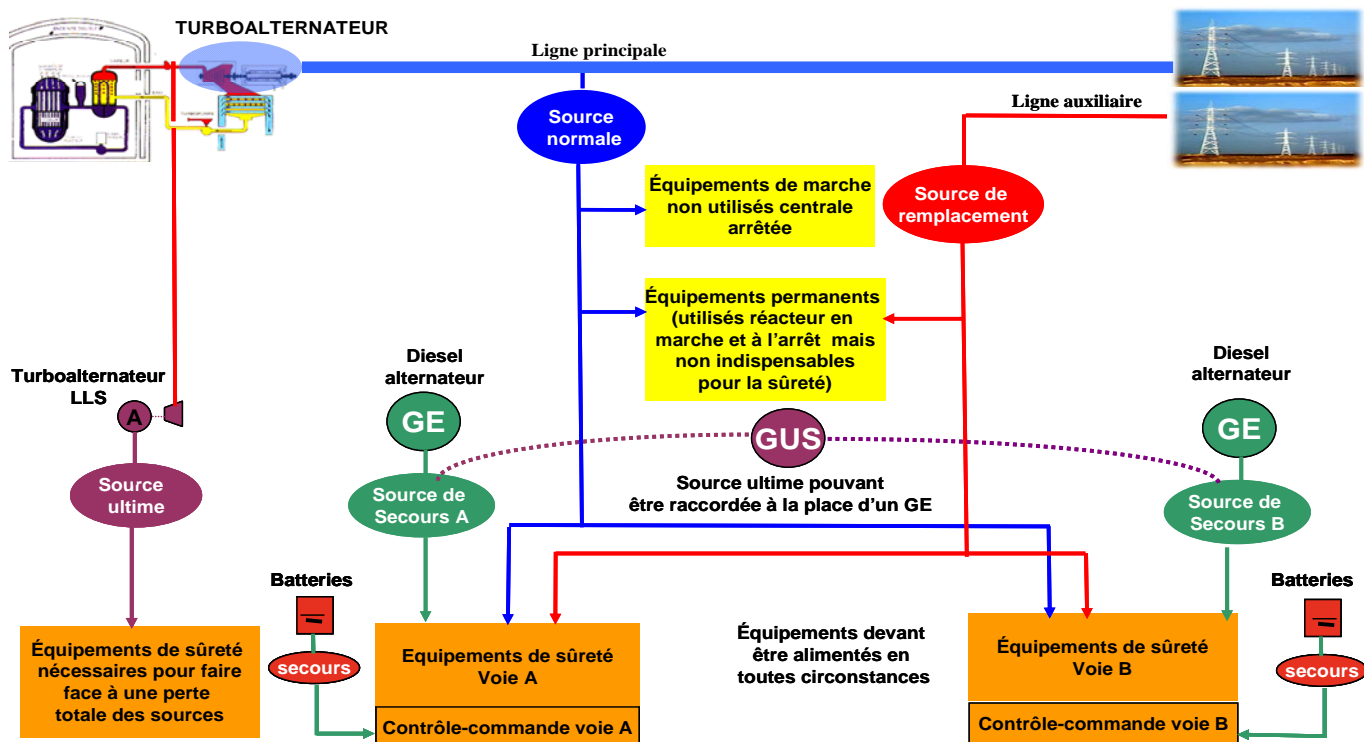 TURBOALTERNATEUR
Ligne principale
Ligne auxiliaire
Source
normale
Équipements de marche
non utilisés centrale
arrêtée
Source de
remplacement
Équipements permanents
(utilisés réacteur en
marche et à l'arrêt mais
non indispensables
pour la sûreté)
Turboalternateur
LLS
A
Source
ultime
Diesel
alternateur
GE
Source de
Secours A
GUS
Source ultime pouvant
être raccordée à la place d'un GE
Diesel
alternateur
GE
Source de
Secours B
Batteries
secours
Batteries
secours
Équipements de sûreté
nécessaires pour faire
face à une perte
totale des sources
Equipements de sûreté
Voie A
Contrôle-commande voie A
Équipements devant
être alimentés en
toutes circonstances
Équipements de sûreté
Voie B
Contrôle-commande voie B